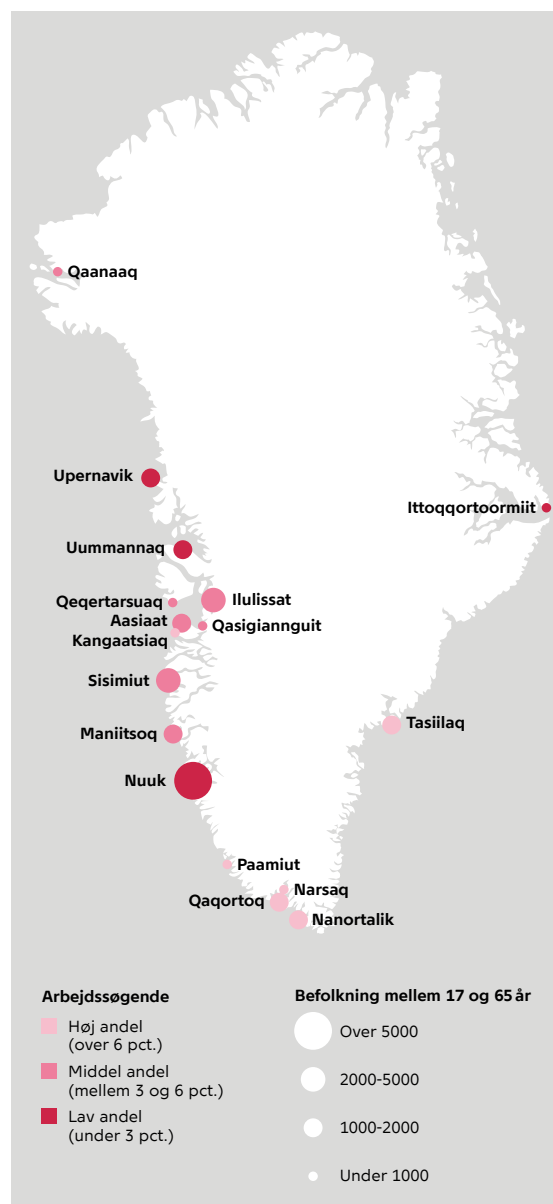 Qaanaaq
Upernavik
Ittoqqortoormiit
Uummannaq
Qeqertarsuaq
Ilulissat
Aasiaat
Qasigiannguit
Kangaatsiaq
Sisimiut
Tasiilaq
Maniitsoq
Nuuk
Paamiut
Narsaq
Qaqortoq
Nanortalik
Arbejdssøgende
Høj andel
(over 6 pct.)
Middel andel
(mellem 3 og 6 pct.)
Lav andel
(under 3 pct.)
Befolkning mellem 17 og 65 år
Over 5000
2000-5000
1000-2000
Under 1000